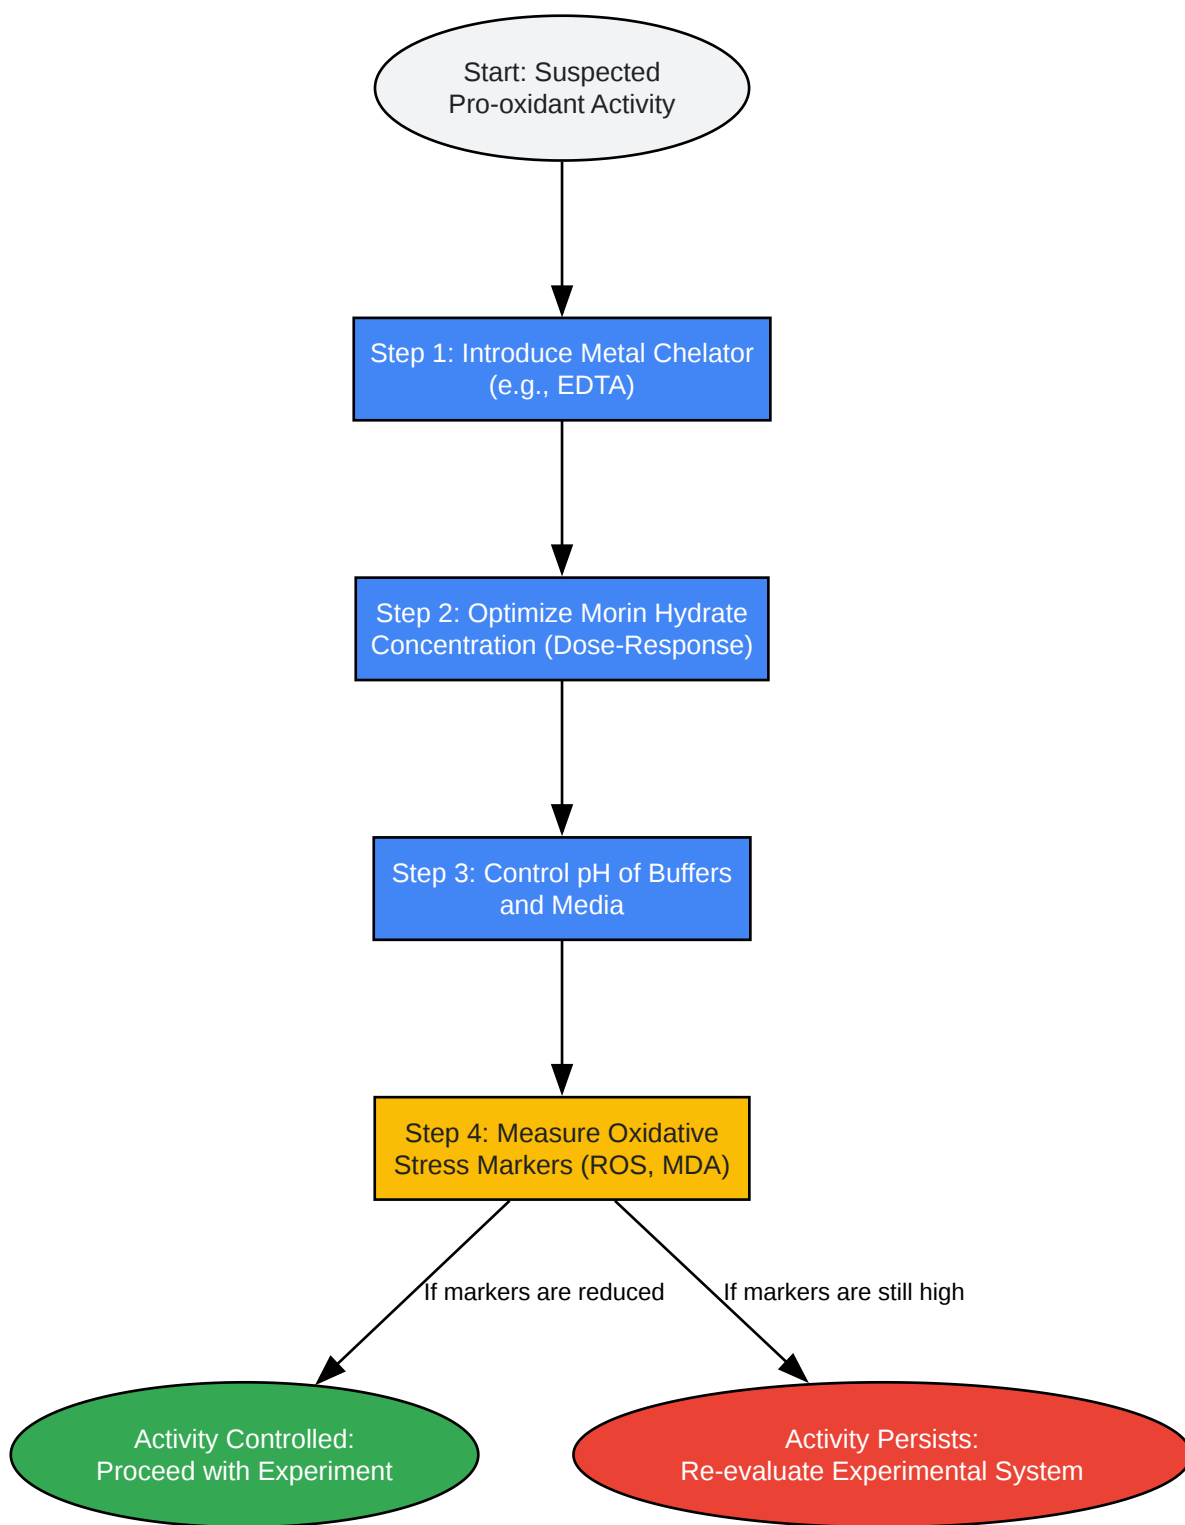 Start: Suspected
Pro-oxidant Activity
Step 1: Introduce Metal Chelator
(e.g., EDTA)
Step 2: Optimize Morin Hydrate
Concentration (Dose-Response)
Step 3: Control pH of Buffers
and Media
Step 4: Measure Oxidative
Stress Markers (ROS, MDA)
If markers are reduced
If markers are still high
Activity Controlled:
Proceed with Experiment
Activity Persists:
Re-evaluate Experimental System